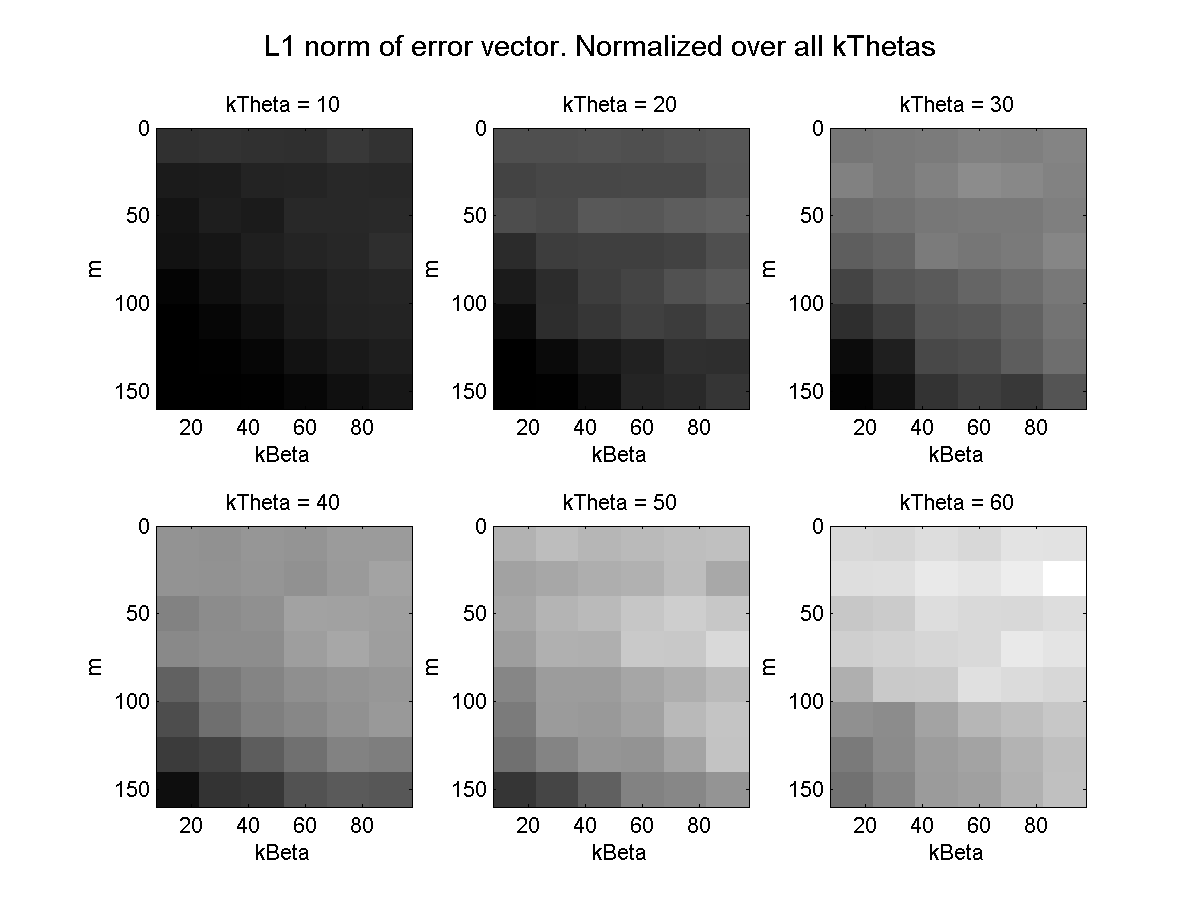 L1 norm of error vector. Normalized over all kThetas
kTheta = 10
0
50
100
150
m
20 40 60 80
kBeta
kTheta = 20
0
50
100
150
m
20 40 60 80
kBeta
kTheta = 30
0
50
100
150
m
20 40 60 80
kBeta
kTheta = 40
0
50
100
150
m
20 40 60 80
kBeta
kTheta = 50
0
50
100
150
m
20 40 60 80
kBeta
kTheta = 60
0
50
100
150
m
20 40 60 80
kBeta